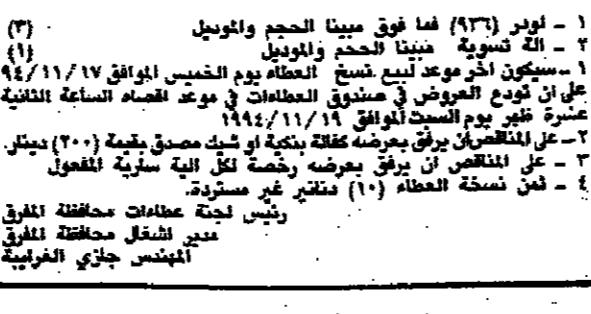 ١ ـ لودر (٩٣٦) فما فوق مبينا الحجم والموديل (٣)
٢ ـ الة تسوية مبينا الحجم والموديل (١)
١ ـ سيكون اخر موعد لبيع نسخ العطاء يوم الخميس الموافق ٩٤/١١/١٧
على ان تودع العروض في صندوق العطاءات في موعد اقصاه الساعة الثانية
عشرة ظهر يوم السبت الموافق ١٩٩٤/١١/١٩
٢ ـ على المناقص ان يرفق بعرضه كفالة بنكية او شيك مصدق بقيمة (٢٠٠) دينار.
٣ ـ على المناقص ان يرفق بعرضه رخصة لكل الية سارية المفعول
٤ ـ ثمن نسخة العطاء (١٠) دنانير غير مستردة.
رئيس لجنة عطاءات محافظة المفرق
مدير اشغال محافظة المفرق
المهندس جازي الغرايبة